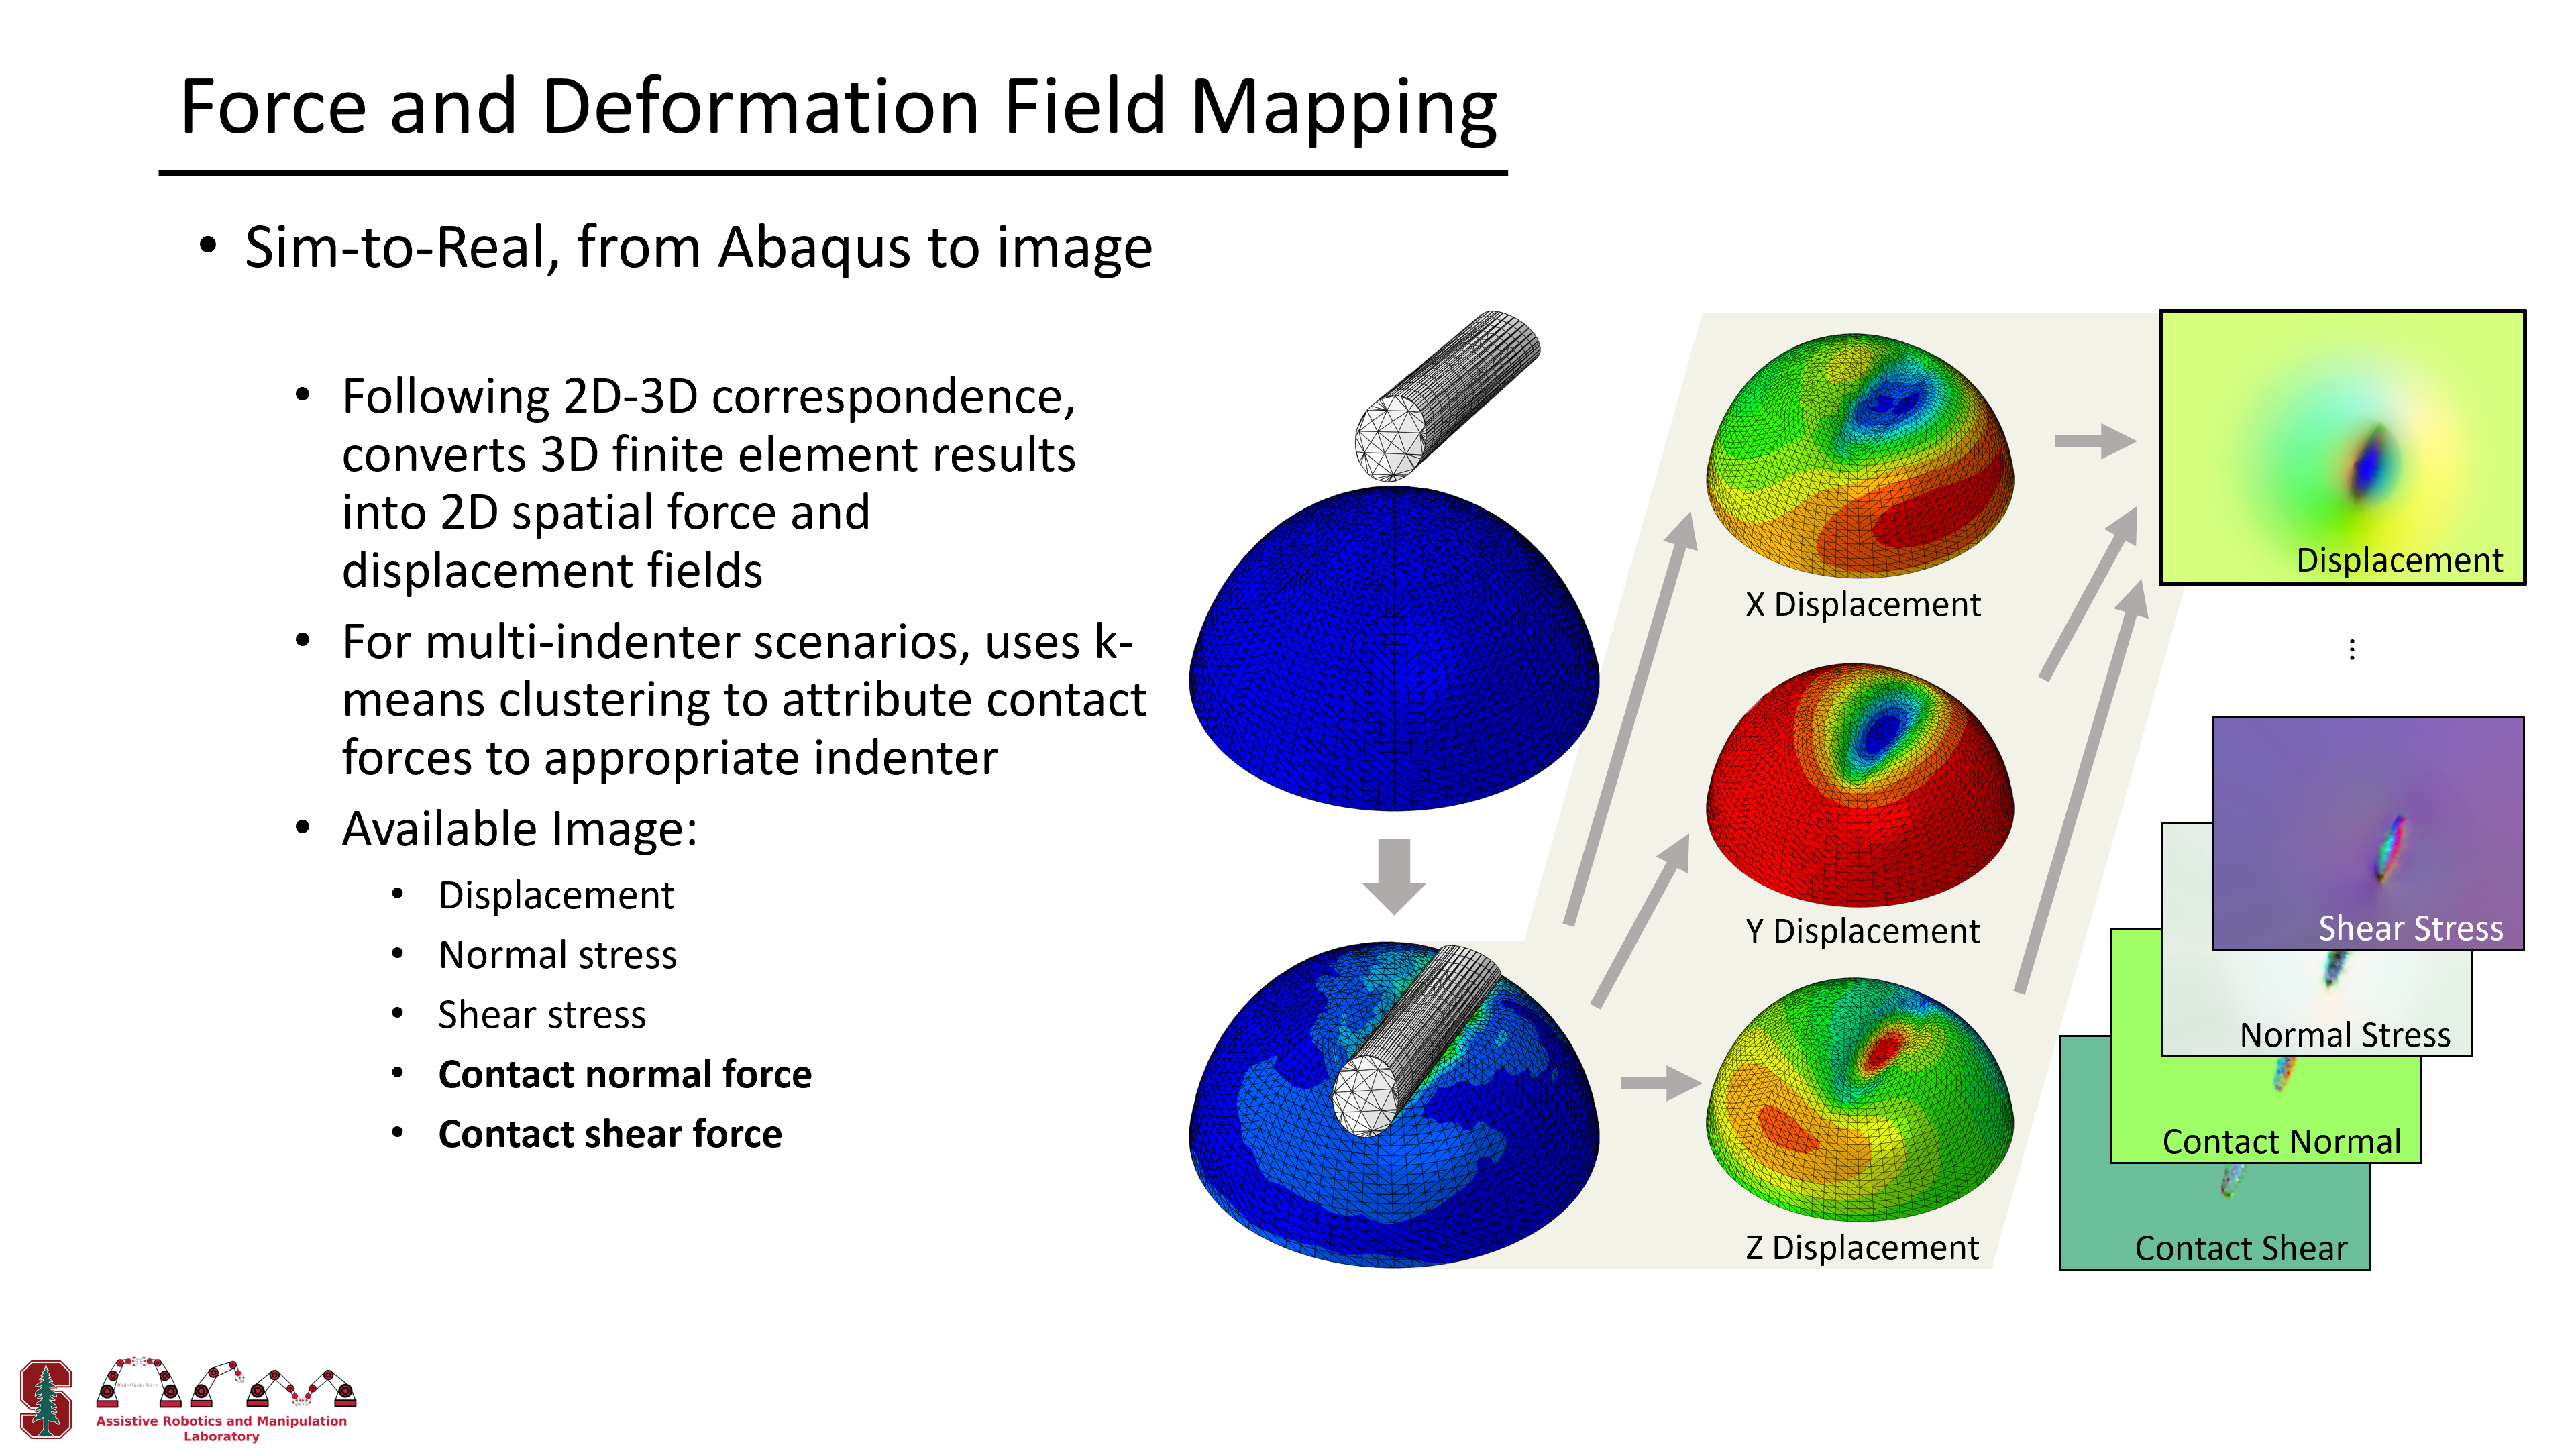 Force and Deformation Field Mapping
• Sim-to-Real, from Abaqus to image
• Following 2D-3D correspondence,
converts 3D finite element results
into 2D spatial force and
displacement fields
• For multi-indenter scenarios, uses k-
means clustering to attribute contact
forces to appropriate indenter
• Available Image:
• Displacement
• Normal stress
• Shear stress
• Contact normal force
• Contact shear force
X Displacement
Y Displacement
Z Displacement
Displacement
...
Shear Stress
Normal Stress
Contact Normal
Contact Shear
Assistive Robotics and Manipulation
Laboratory